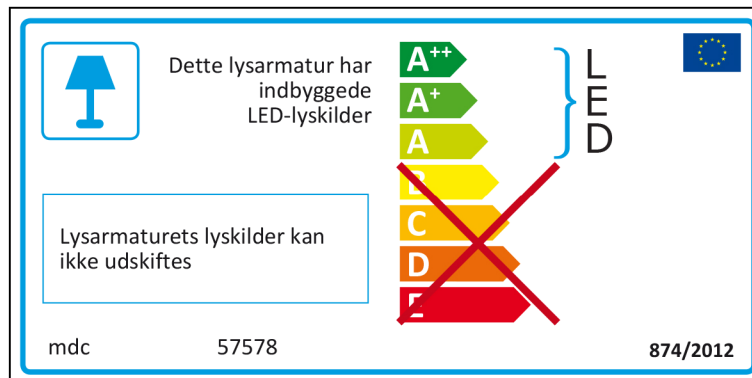 Dette lysarmatur har
indbyggede
LED-lyskilder
A++
A+
A
B
C
D
E
L
E
D
Lysarmaturets lyskilder kan
ikke udskiftes
mdc 57578 874/2012